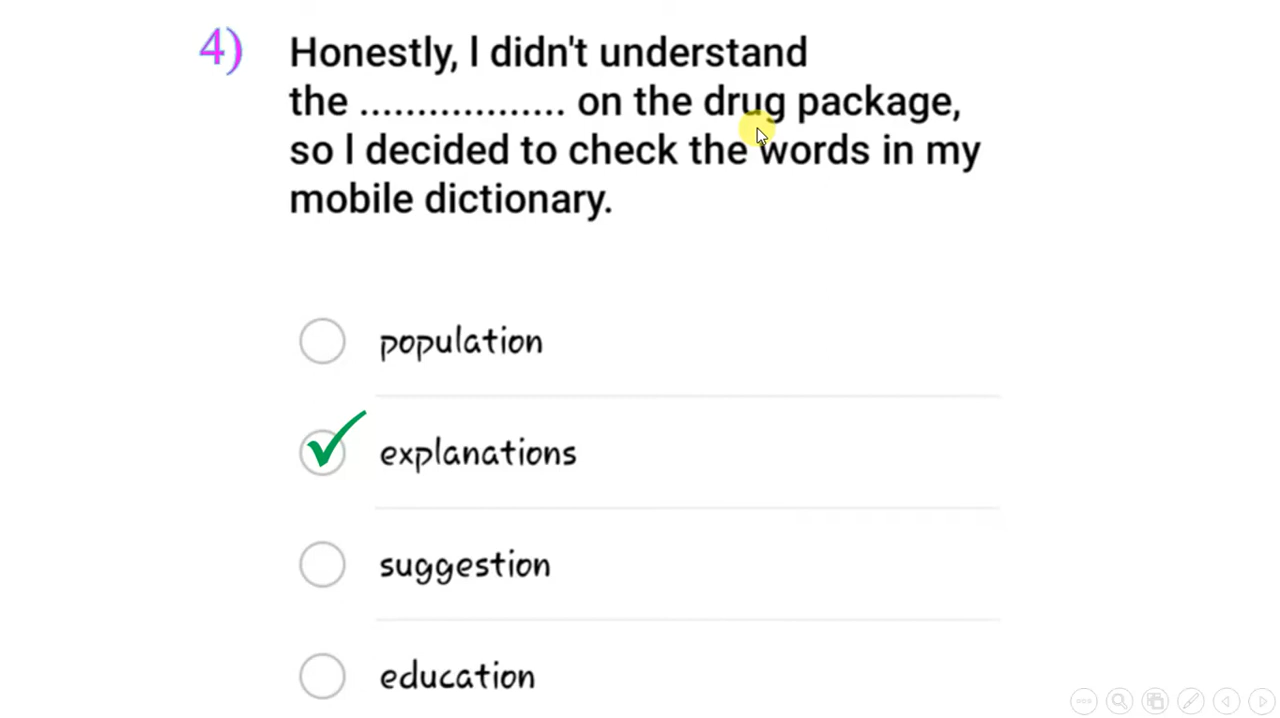 4) Honestly, I didn't understand
the .................. on the drug package,
so I decided to check the words in my
mobile dictionary.
population
explanations
suggestion
education